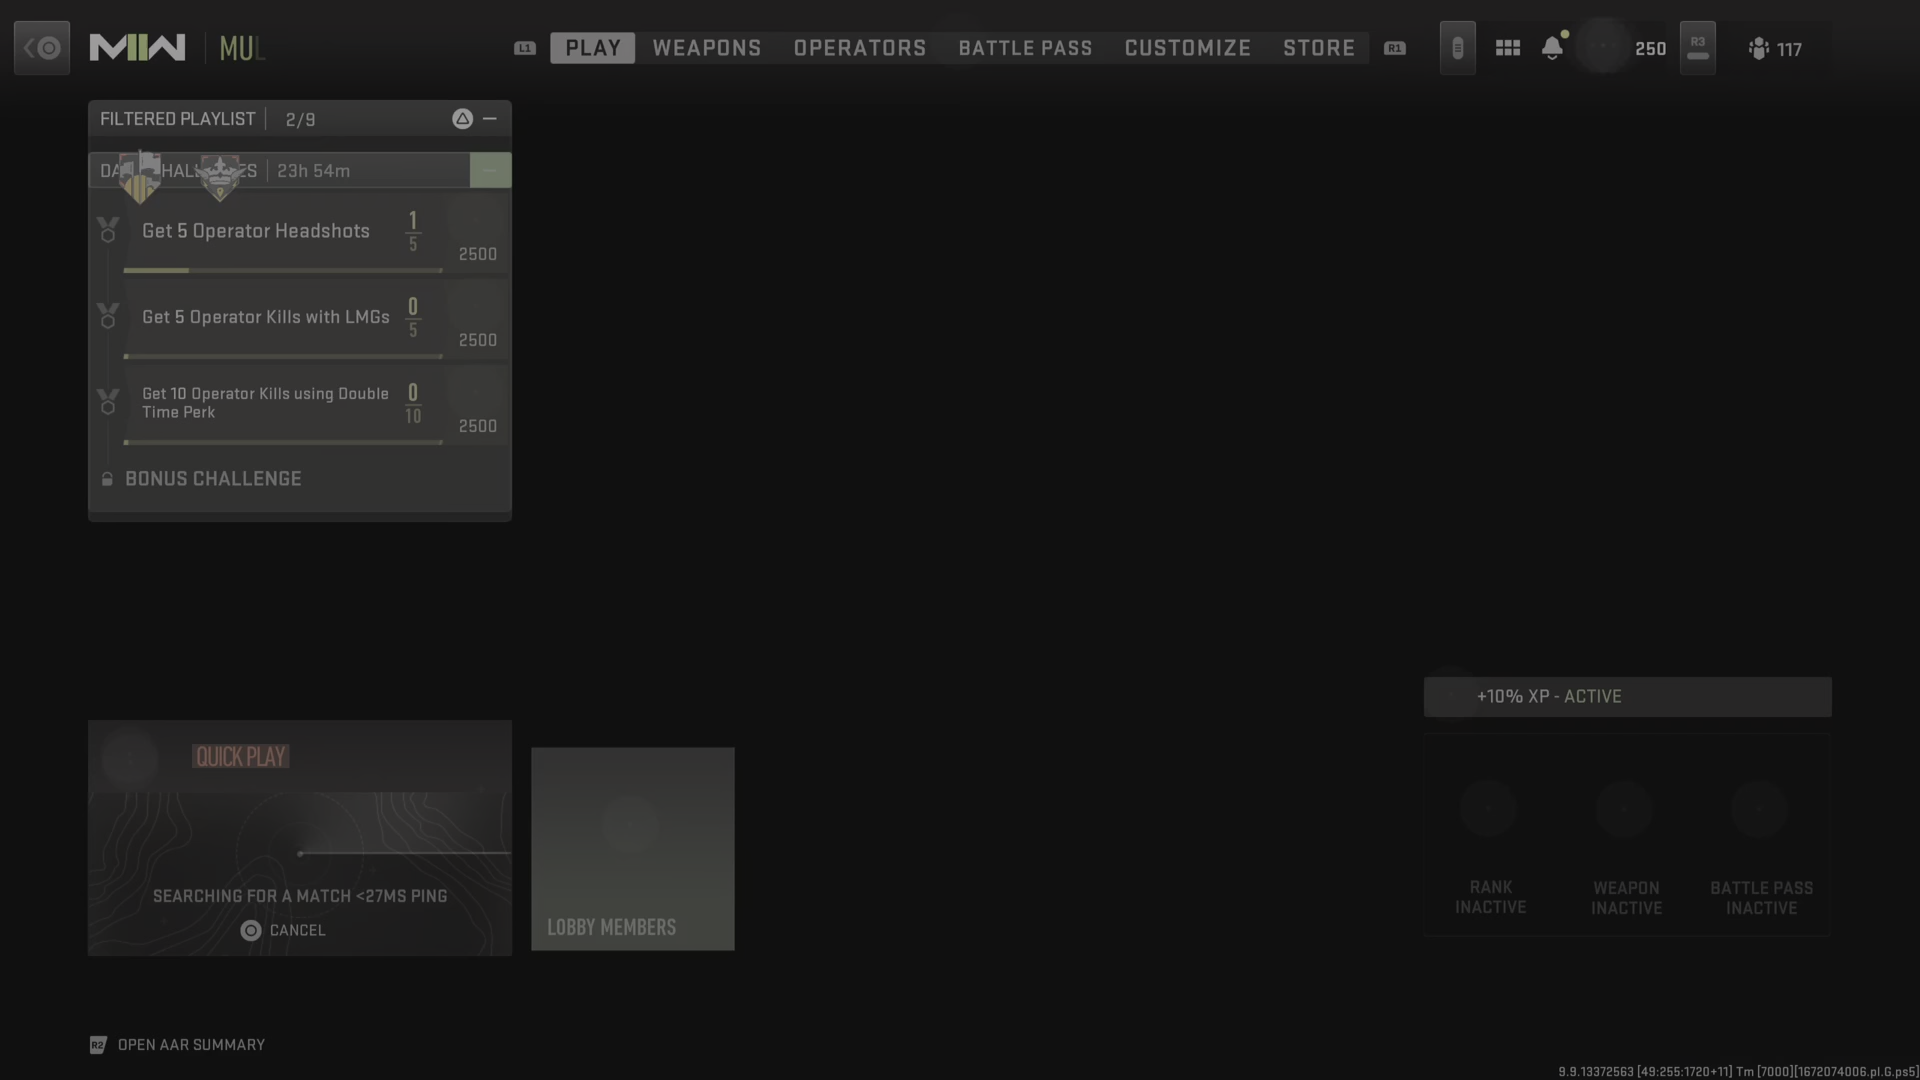 MW | MUL
L1 PLAY WEAPONS OPERATORS BATTLE PASS CUSTOMIZE STORE R1
250 R3 117
FILTERED PLAYLIST | 2/9
23h 54m
Get 5 Operator Headshots
1
5
2500
Get 5 Operator Kills with LMGs
0
5
2500
Get 10 Operator Kills using Double
Time Perk
0
10
2500
BONUS CHALLENGE
+10% XP - ACTIVE
QUICK PLAY
SEARCHING FOR A MATCH <27MS PING
CANCEL
LOBBY MEMBERS
RANK
INACTIVE
WEAPON
INACTIVE
BATTLE PASS
INACTIVE
R2 OPEN AAR SUMMARY
9.9.13372563 [49:255:1720+11] Tm [7000][1672074006.pl.G.ps5]